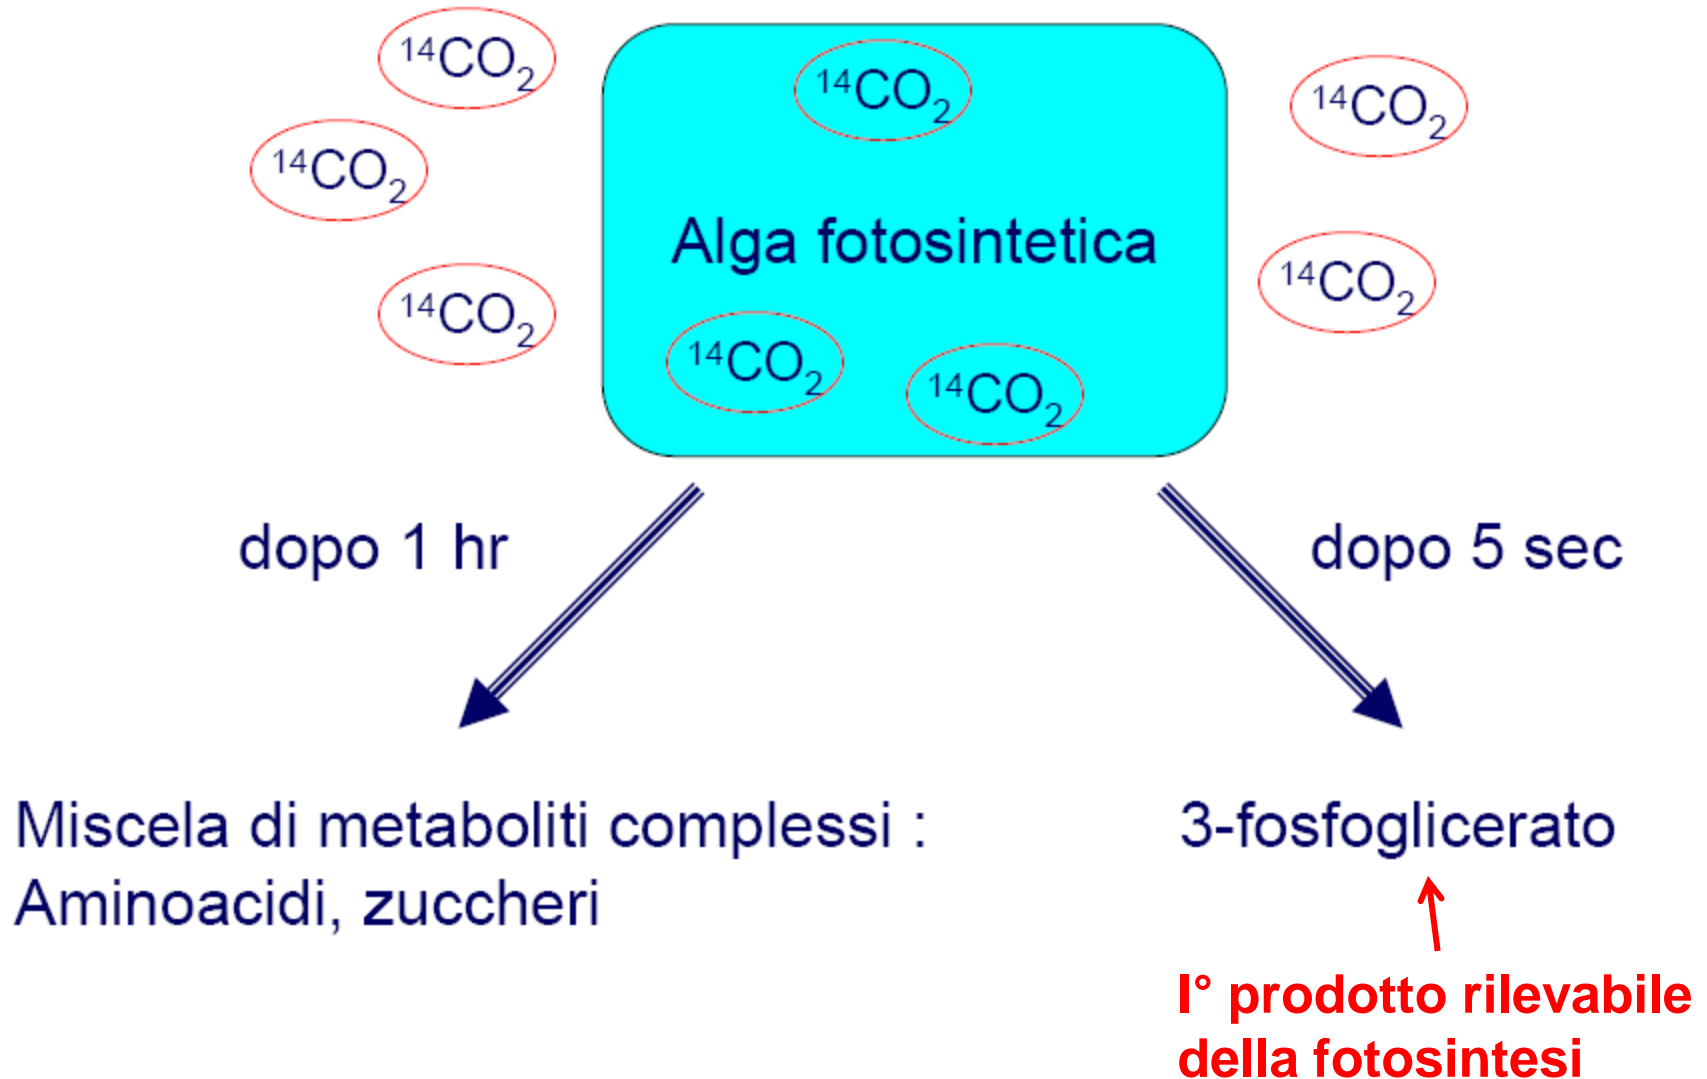 ¹⁴CO₂
¹⁴CO₂
¹⁴CO₂
¹⁴CO₂
¹⁴CO₂
Alga fotosintetica
¹⁴CO₂
¹⁴CO₂
¹⁴CO₂
¹⁴CO₂
dopo 1 hr
dopo 5 sec
Miscela di metaboliti complessi :
Aminoacidi, zuccheri
3-fosfoglicerato
I° prodotto rilevabile
della fotosintesi